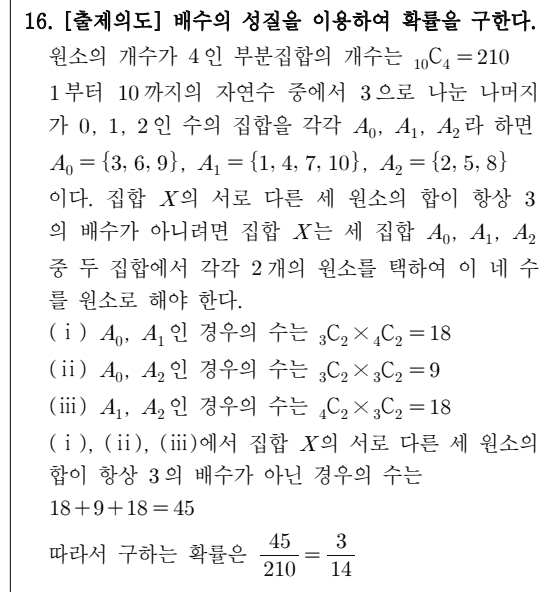 16. [출제의도] 배수의 성질을 이용하여 확률을 구한다.
원소의 개수가 4인 부분집합의 개수는 ₁₀C₄=210
1부터 10까지의 자연수 중에서 3으로 나눈 나머지
가 0, 1, 2인 수의 집합을 각각 A₀, A₁, A₂라 하면
A₀={3, 6, 9}, A₁={1, 4, 7, 10}, A₂={2, 5, 8}
이다. 집합 X의 서로 다른 세 원소의 합이 항상 3
의 배수가 아니려면 집합 X는 세 집합 A₀, A₁, A₂
중 두 집합에서 각각 2개의 원소를 택하여 이 네 수
를 원소로 해야 한다.
(ⅰ) A₀, A₁인 경우의 수는 ₃C₂×₄C₂=18
(ⅱ) A₀, A₂인 경우의 수는 ₃C₂×₃C₂=9
(ⅲ) A₁, A₂인 경우의 수는 ₄C₂×₃C₂=18
(ⅰ), (ⅱ), (ⅲ)에서 집합 X의 서로 다른 세 원소의
합이 항상 3의 배수가 아닌 경우의 수는
18+9+18=45
따라서 구하는 확률은 45/210=3/14